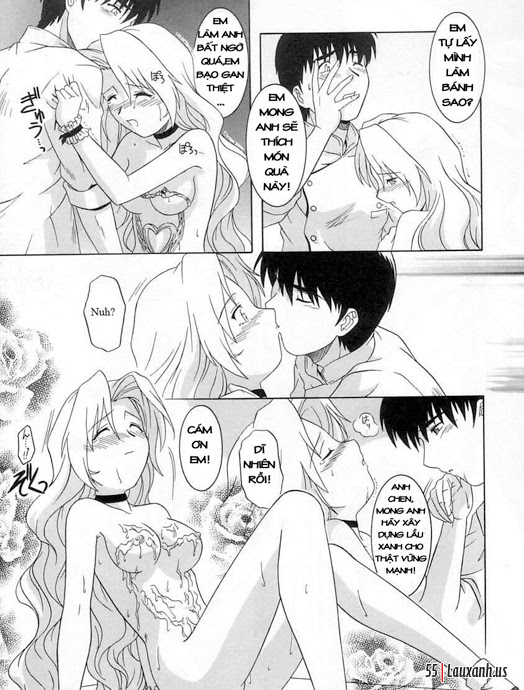 EM
TỰ LẤY
MÌNH
LÀM
BÁNH
SAO?
EM
MONG
ANH SẼ
THÍCH
MÓN
QUÀ
NÀY!
EM
LÀM ANH
BẤT NGỜ
QUÁ,EM
BẠO GAN
THIỆT
...
Nuh?
ANH
CHEN,
MONG ANH
HÃY XÂY
DỰNG LẦU
XANH CHO
THẬT VỮNG
MẠNH!
DĨ
NHIÊN
RỒI!
CÁM
ƠN
EM!
55|Lauxanh.us